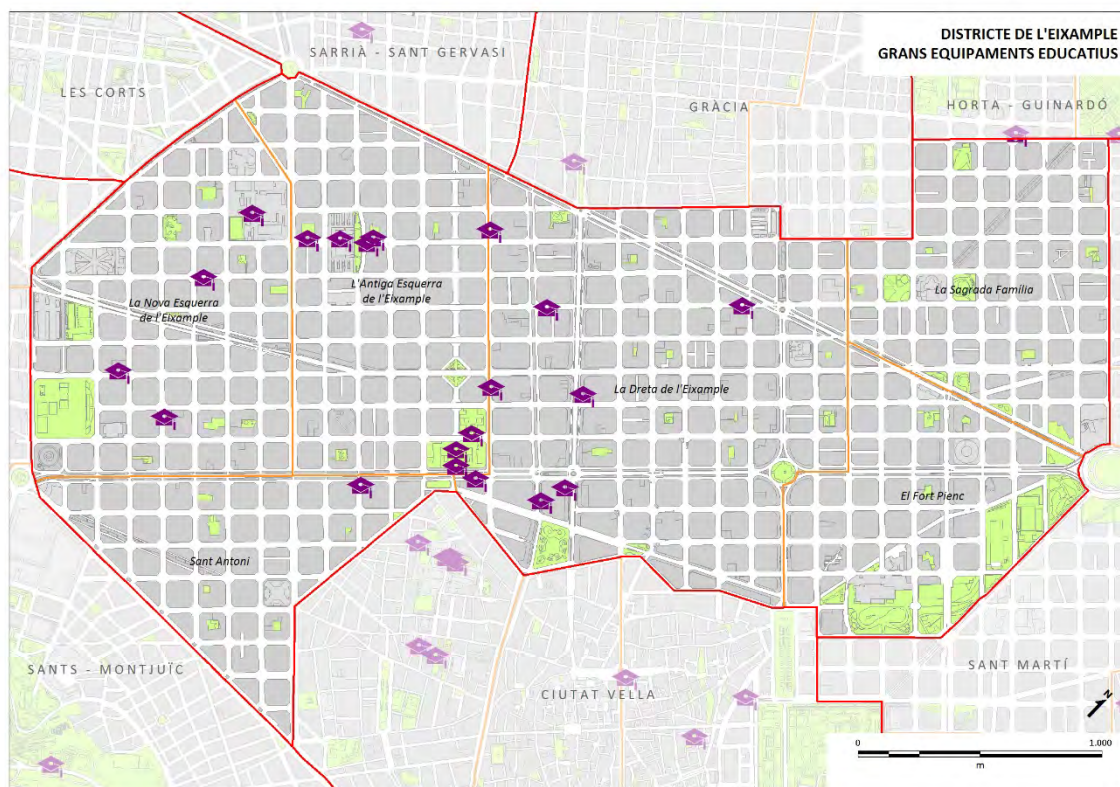 DISTRICTE DE L'EIXAMPLE
GRANS EQUIPAMENTS EDUCATIUS
SARRIÀ - SANT GERVASI
LES CORTS
GRÀCIA
HORTA - GUINARDÓ
L'Antiga Esquerra
de l'Eixample
La Nova Esquerra
de l'Eixample
La Sagrada Família
La Dreta de l'Eixample
El Fort Pienc
Sant Antoni
SANTS - MONTJUÏC
CIUTAT VELLA
SANT MARTÍ
N
0 1.000
m